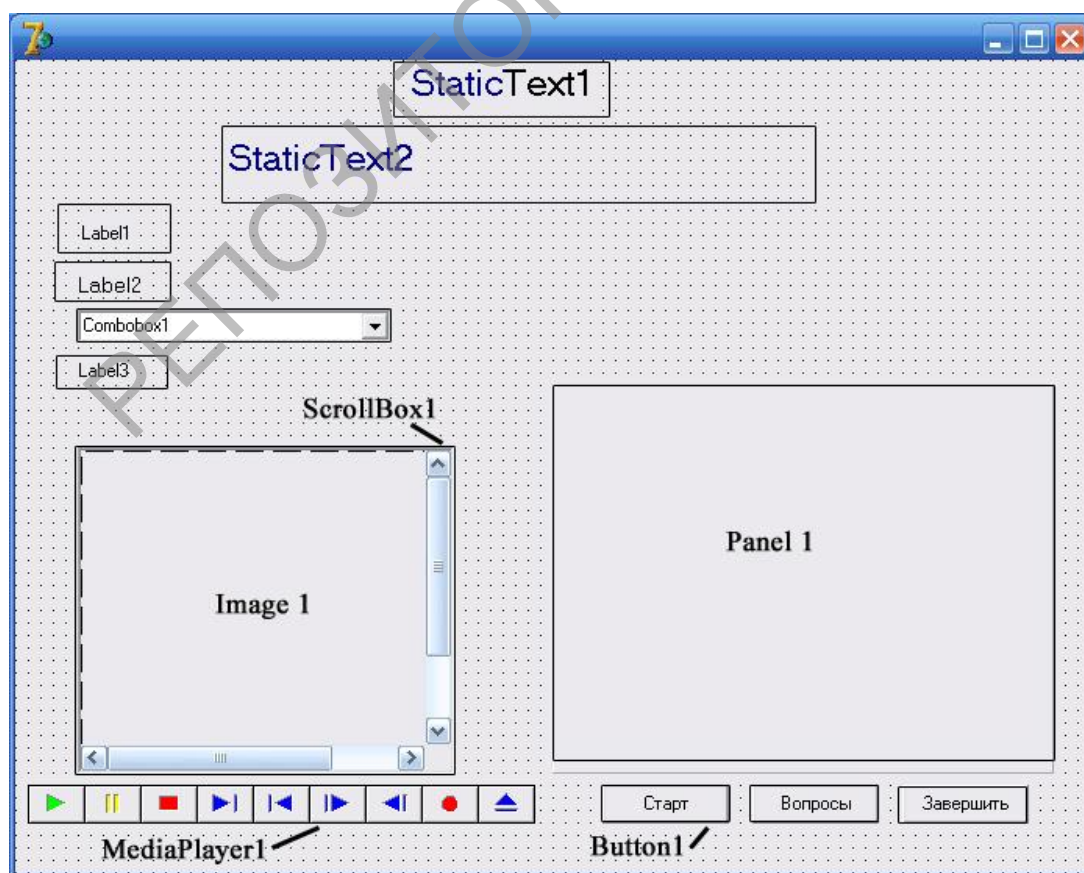 StaticText1
StaticText2
Label1
Label2
Combobox1
Label3
ScrollBox1
Image 1
Panel 1
Старт
Вопросы
Завершить
MediaPlayer1
Button1